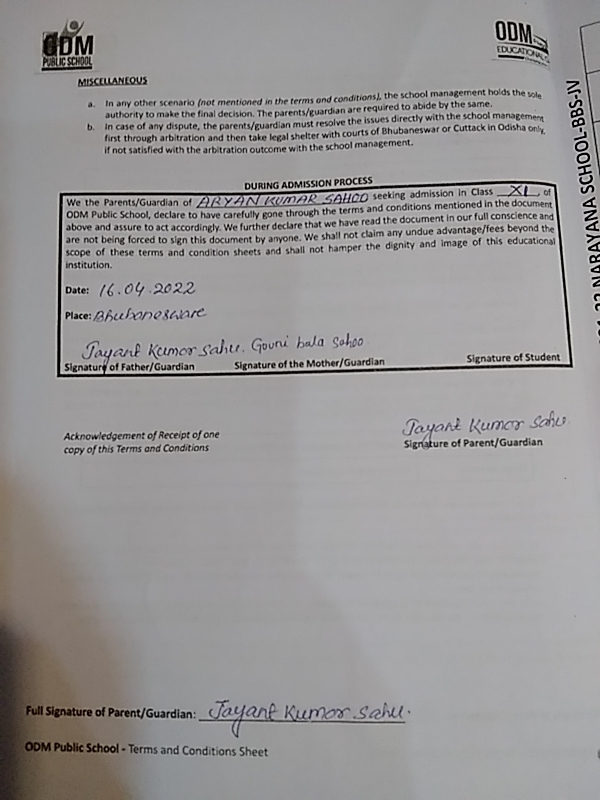 ODM
PUBLIC SCHOOL
ODM
EDUCATIONAL
MISCELLANEOUS
a. In any other scenario (not mentioned in the terms and conditions), the school management holds the sole
authority to make the final decision. The parents/guardian are required to abide by the same.
b. In case of any dispute, the parents/guardian must resolve the issues directly with the school management
first through arbitration and then take legal shelter with courts of Bhubaneswar or Cuttack in Odisha only,
if not satisfied with the arbitration outcome with the school management.
DURING ADMISSION PROCESS
We the Parents/Guardian of ARYAN KUMAR SAHOO seeking admission in Class XI, of
ODM Public School, declare to have carefully gone through the terms and conditions mentioned in the document
above and assure to act accordingly. We further declare that we have read the document in our full conscience and
are not being forced to sign this document by anyone. We shall not claim any undue advantage/fees beyond the
scope of these terms and condition sheets and shall not hamper the dignity and image of this educational
institution.
Date: 16.04.2022
Place: Bhubaneswar
Jayant Kumar Sahu. Gouri bala Sahoo
Signature of Father/Guardian Signature of the Mother/Guardian Signature of Student
Jayant Kumar Sahu
Acknowledgement of Receipt of one
copy of this Terms and Conditions
Signature of Parent/Guardian
Full Signature of Parent/Guardian: Jayant Kumar Sahu.
ODM Public School - Terms and Conditions Sheet
NARAYANA SCHOOL-BBS-JV